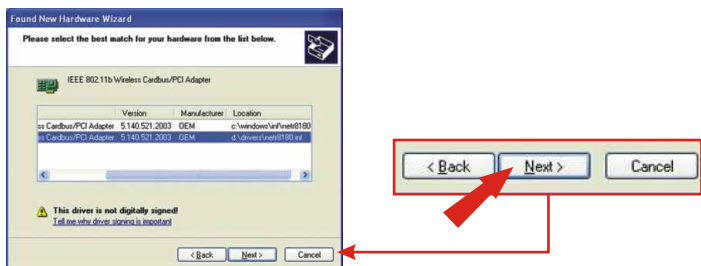 Found New Hardware Wizard
Please select the best match for your hardware from the list below.
IEEE 802.11b Wireless Cardbus/PCI Adapter
Version Manufacturer Location
ss Cardbus/PCI Adapter 5.140.521.2003 OEM c:\windows\inf\netr8180
ss Cardbus/PCI Adapter 5.140.521.2003 OEM d:\drivers\netr8180.inf
This driver is not digitally signed!
Tell me why driver signing is important
< Back Next > Cancel
< Back Next > Cancel